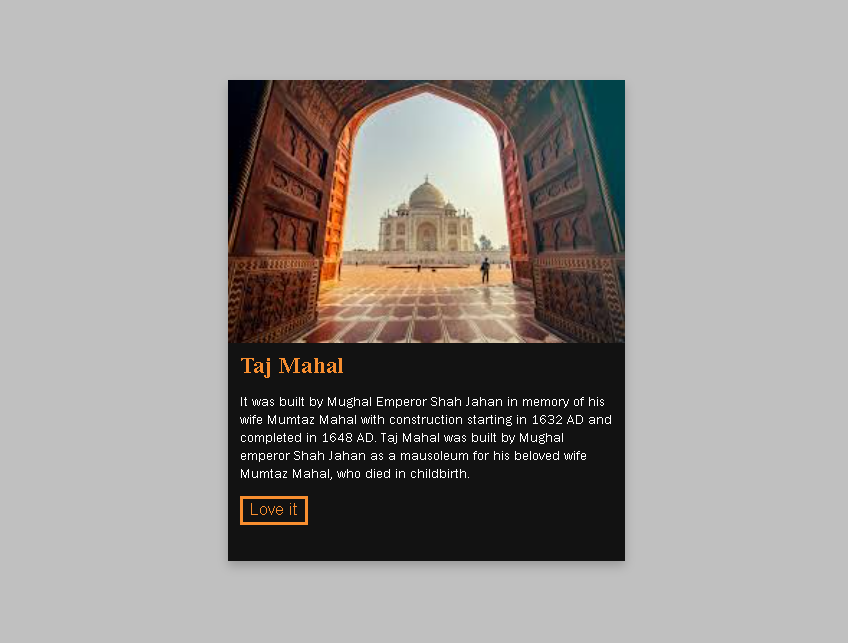 Taj Mahal
It was built by Mughal Emperor Shah Jahan in memory of his
wife Mumtaz Mahal with construction starting in 1632 AD and
completed in 1648 AD. Taj Mahal was built by Mughal
emperor Shah Jahan as a mausoleum for his beloved wife
Mumtaz Mahal, who died in childbirth.
Love it